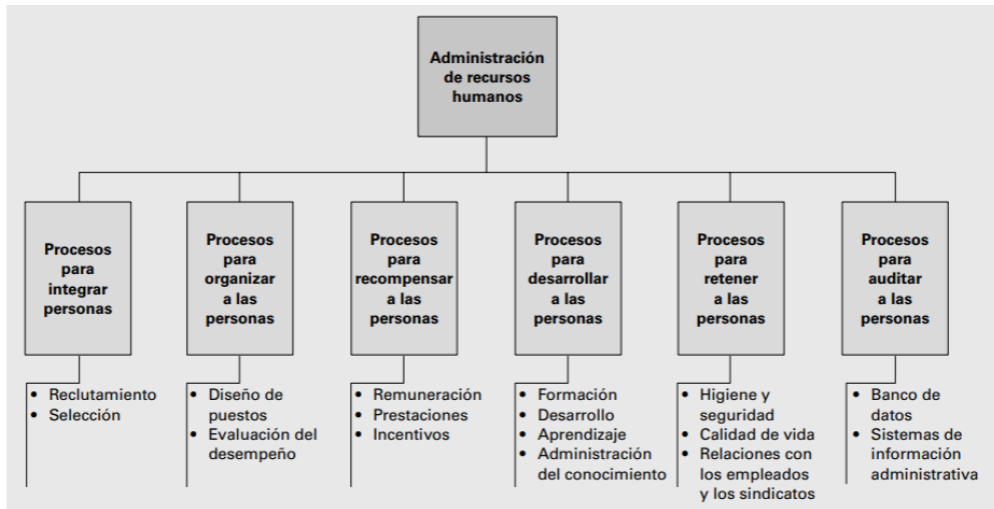 Administración
de recursos
humanos
Procesos
para
integrar
personas
• Reclutamiento
• Selección
Procesos
para
organizar
a las
personas
• Diseño de
puestos
• Evaluación del
desempeño
Procesos
para
recompensar
a las
personas
• Remuneración
• Prestaciones
• Incentivos
Procesos
para
desarrollar
a las
personas
• Formación
• Desarrollo
• Aprendizaje
• Administración
del conocimiento
Procesos
para
retener
a las
personas
• Higiene y
seguridad
• Calidad de vida
• Relaciones con
los empleados
y los sindicatos
Procesos
para
auditar
a las
personas
• Banco de
datos
• Sistemas de
información
administrativa